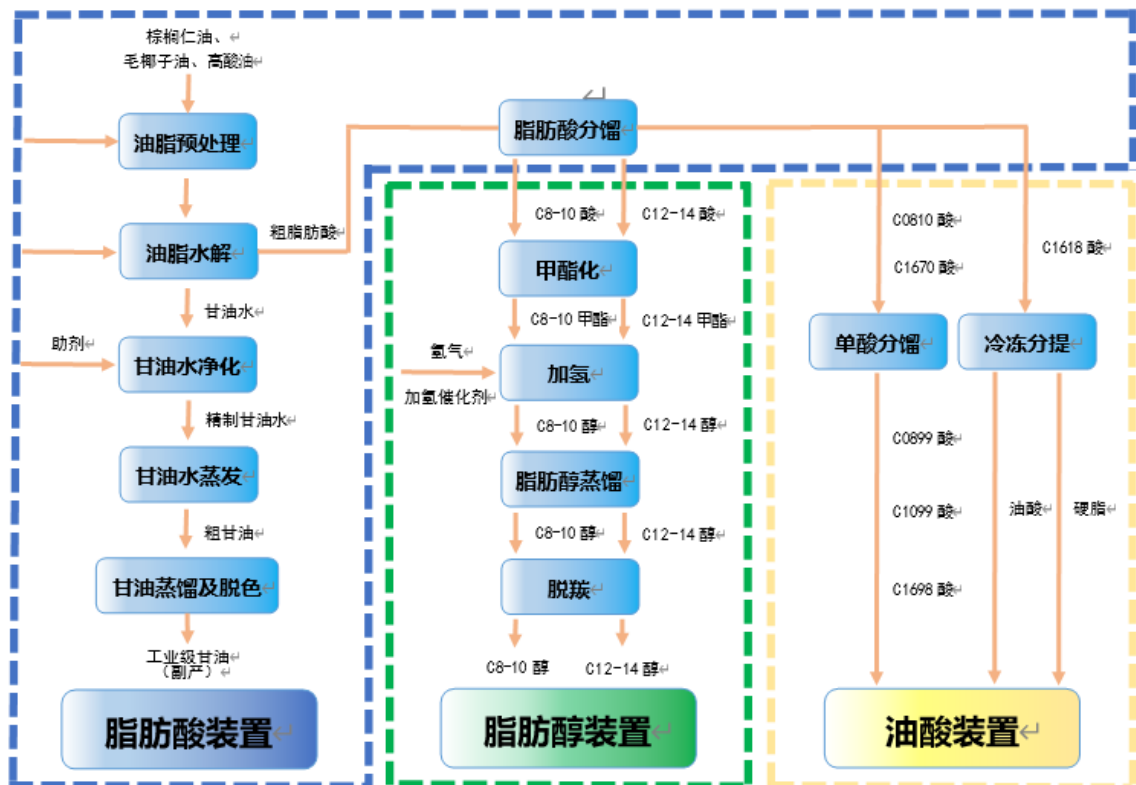 棕榈仁油、
毛椰子油、高酸油
油脂预处理
油脂水解
粗脂肪酸
甘油水
助剂
甘油水净化
精制甘油水
甘油水蒸发
粗甘油
甘油蒸馏及脱色
工业级甘油
（副产）
脂肪酸装置
脂肪酸分馏
C8-10 酸
C12-14 酸
甲酯化
C8-10 甲酯
C12-14 甲酯
氢气
加氢催化剂
加氢
C8-10 醇
C12-14 醇
脂肪醇蒸馏
C8-10 醇
C12-14 醇
脱羰
C8-10 醇
C12-14 醇
脂肪醇装置
C0810 酸
C1670 酸
C1618 酸
单酸分馏
冷冻分提
C0899 酸
C1099 酸
C1698 酸
油酸
硬脂
油酸装置